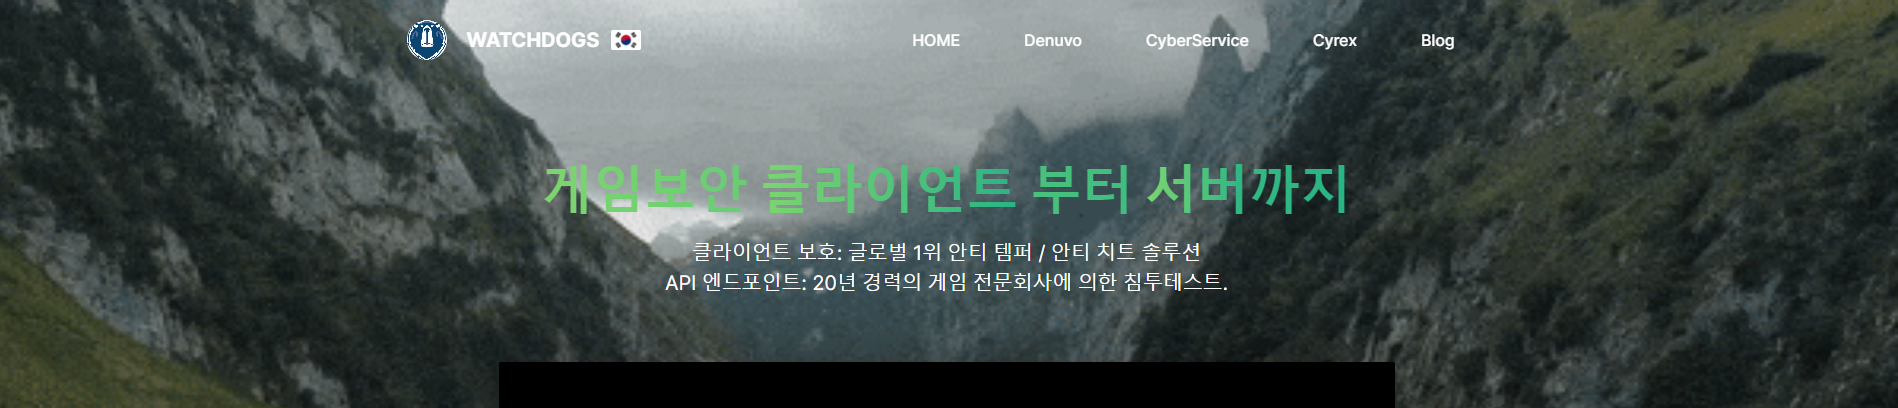 WATCHDOGS
HOME Denuvo CyberService Cyrex Blog
게임보안 클라이언트 부터 서버까지
클라이언트 보호: 글로벌 1위 안티 템퍼 / 안티 치트 솔루션
API 엔드포인트: 20년 경력의 게임 전문회사에 의한 침투테스트.